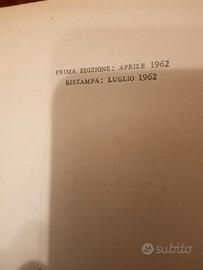 PRIMA EDIZIONE: APRILE 1962
RISTAMPA: LUGLIO 1962
subito